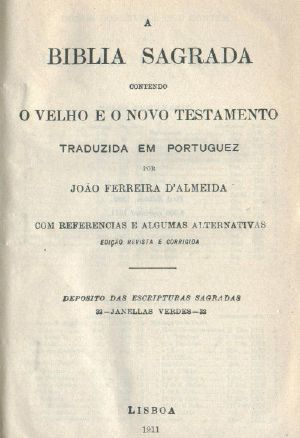 A
BIBLIA SAGRADA
CONTENDO
O VELHO E O NOVO TESTAMENTO
TRADUZIDA EM PORTUGUEZ
POR
JOÃO FERREIRA D'ALMEIDA
COM REFERENCIAS E ALGUMAS ALTERNATIVAS
EDIÇÃO REVISTA E CORRIGIDA
DEPOSITO DAS ESCRIPTURAS SAGRADAS
32—JANELLAS VERDES—32
LISBOA
1911